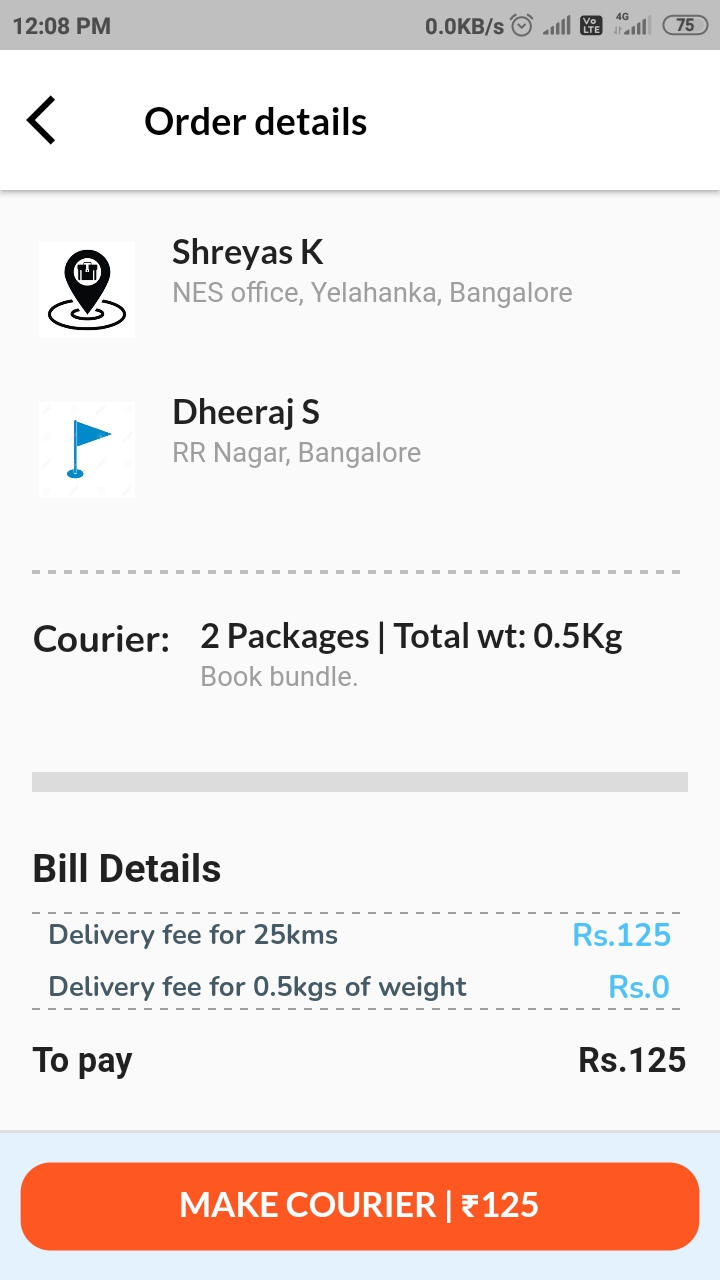 12:08 PM 0.0KB/s Vo LTE 4G 75
Order details
Shreyas K
NES office, Yelahanka, Bangalore
Dheeraj S
RR Nagar, Bangalore
Courier: 2 Packages | Total wt: 0.5Kg
Book bundle.
Bill Details
Delivery fee for 25kms Rs.125
Delivery fee for 0.5kgs of weight Rs.0
To pay Rs.125
MAKE COURIER | ₹125